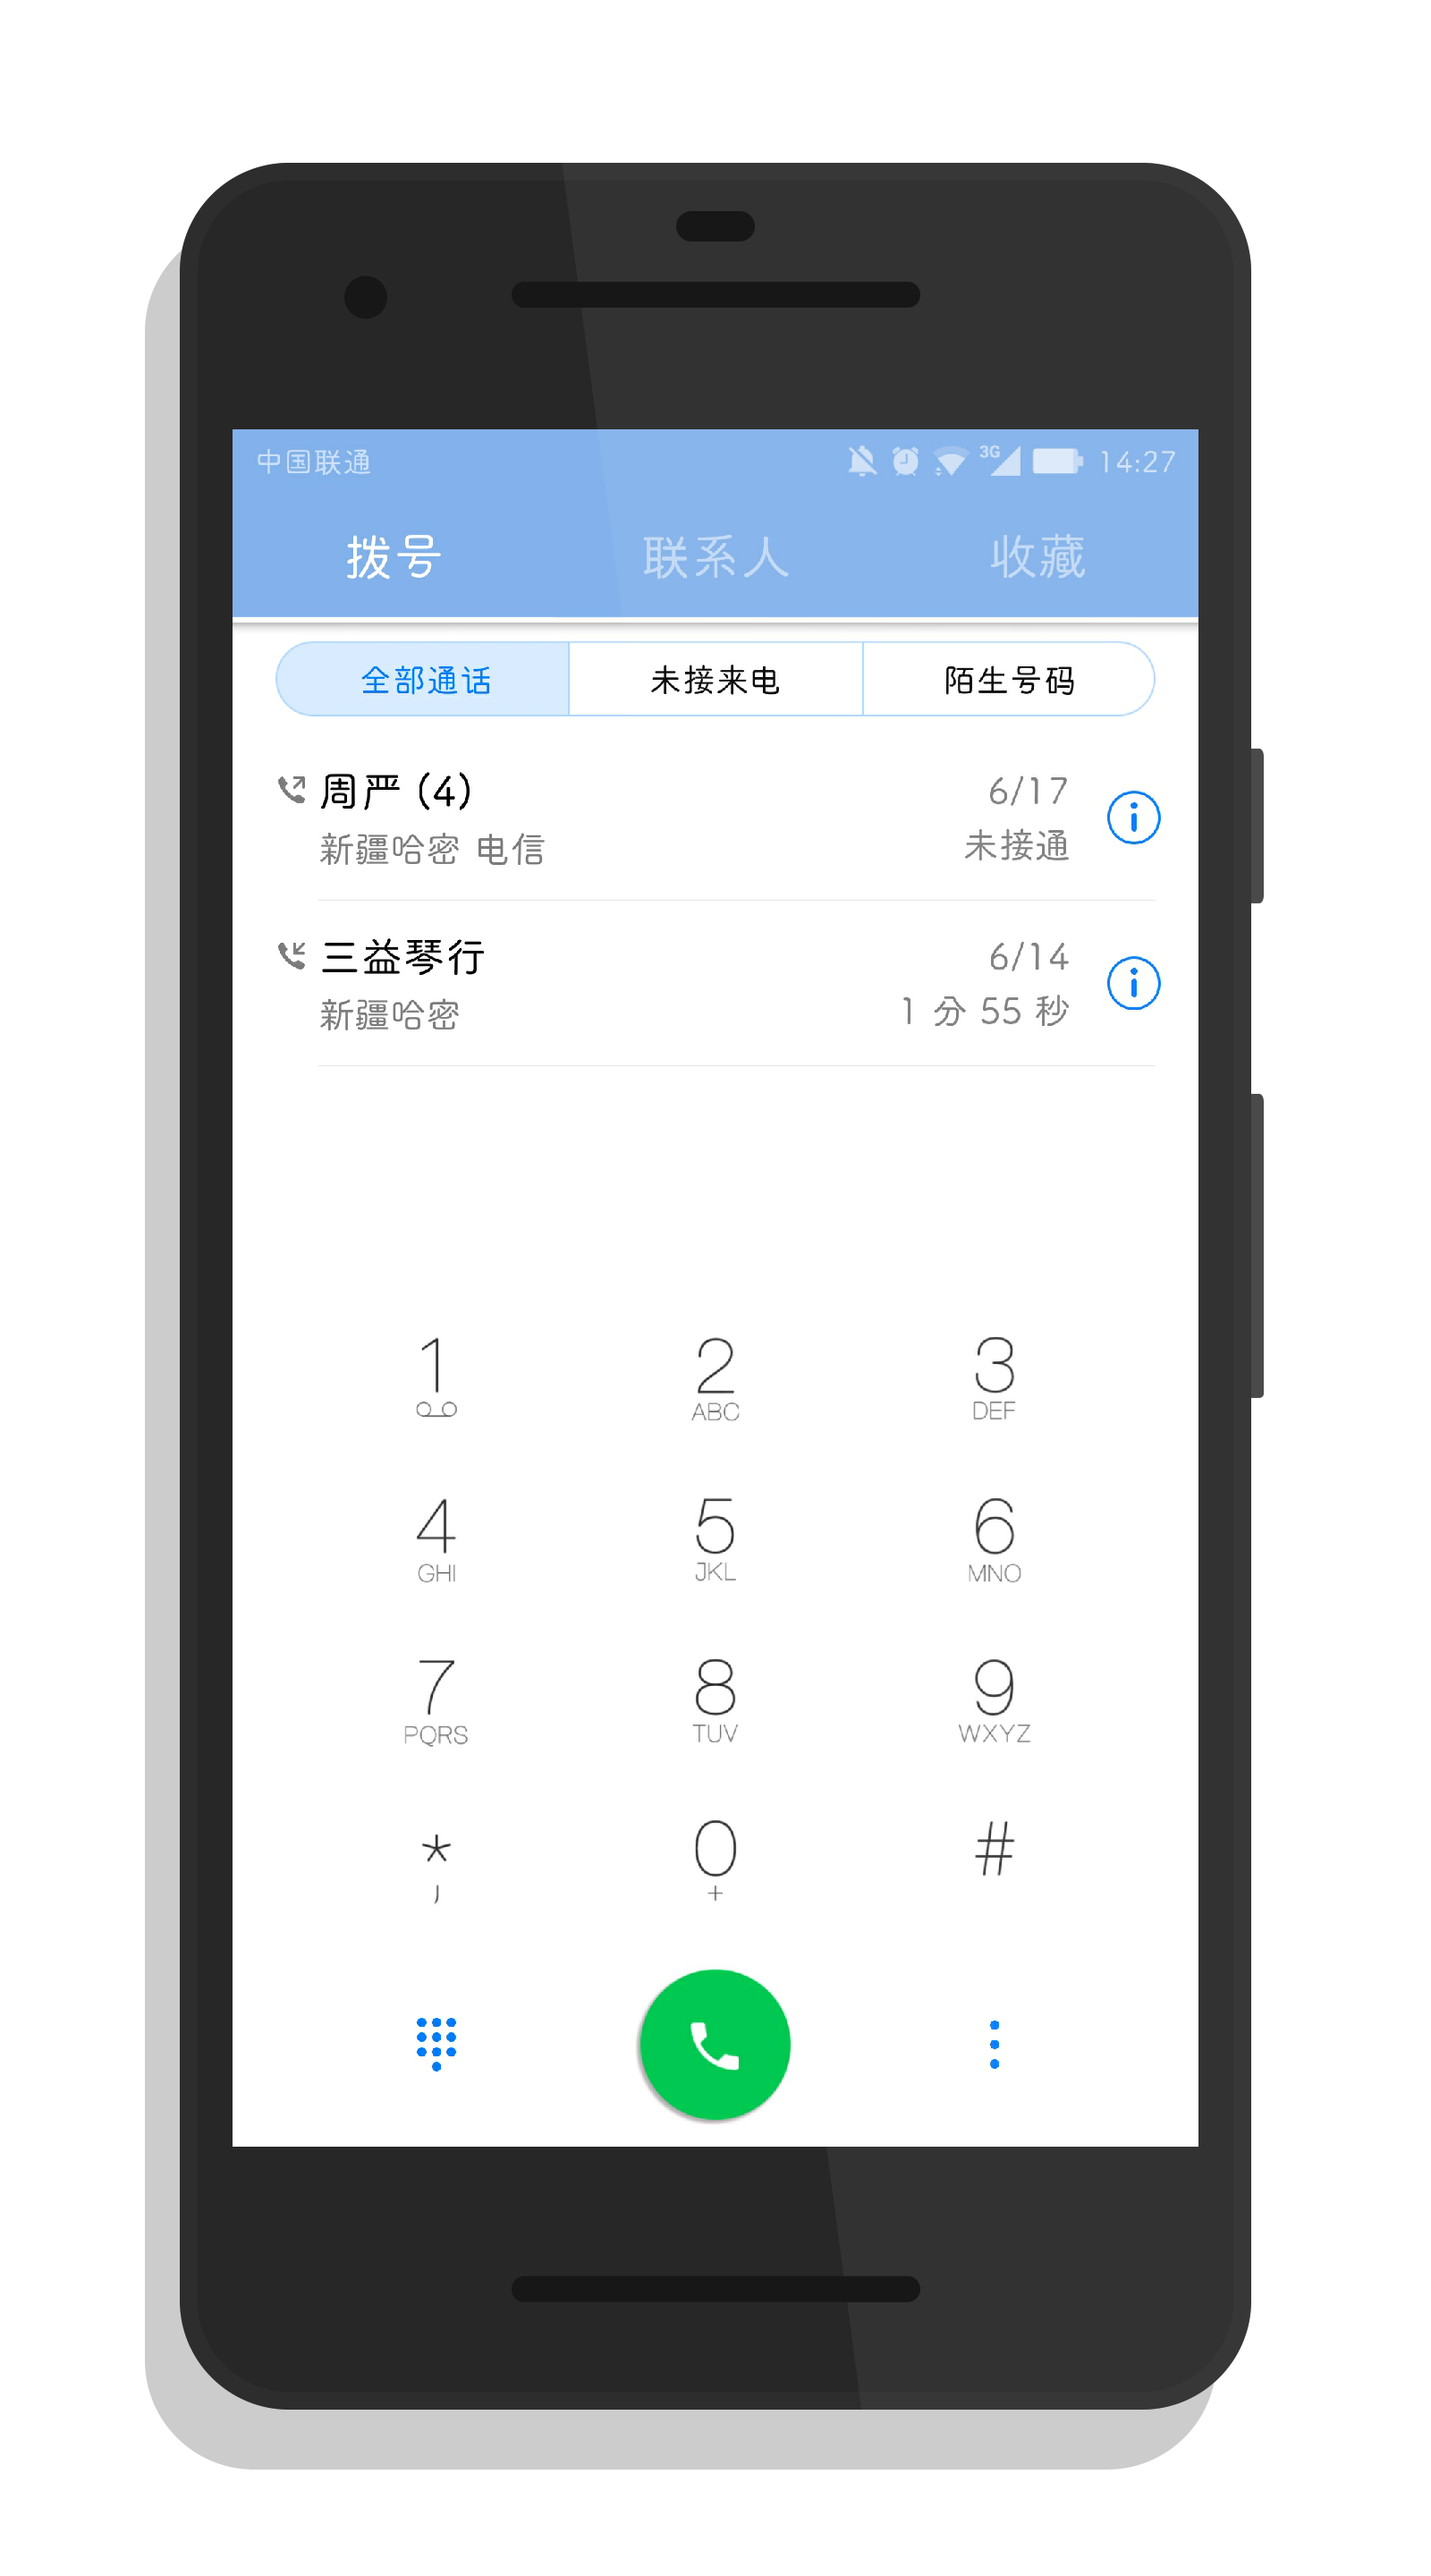 中国联通 3G 14:27
拨号 联系人 收藏
全部通话 未接来电 陌生号码
周严 (4) 6/17
新疆哈密 电信 未接通
三益琴行 6/14
新疆哈密 1 分 55 秒
1 2 3
ABC DEF
4 5 6
GHI JKL MNO
7 8 9
PQRS TUV WXYZ
* 0 #
, +